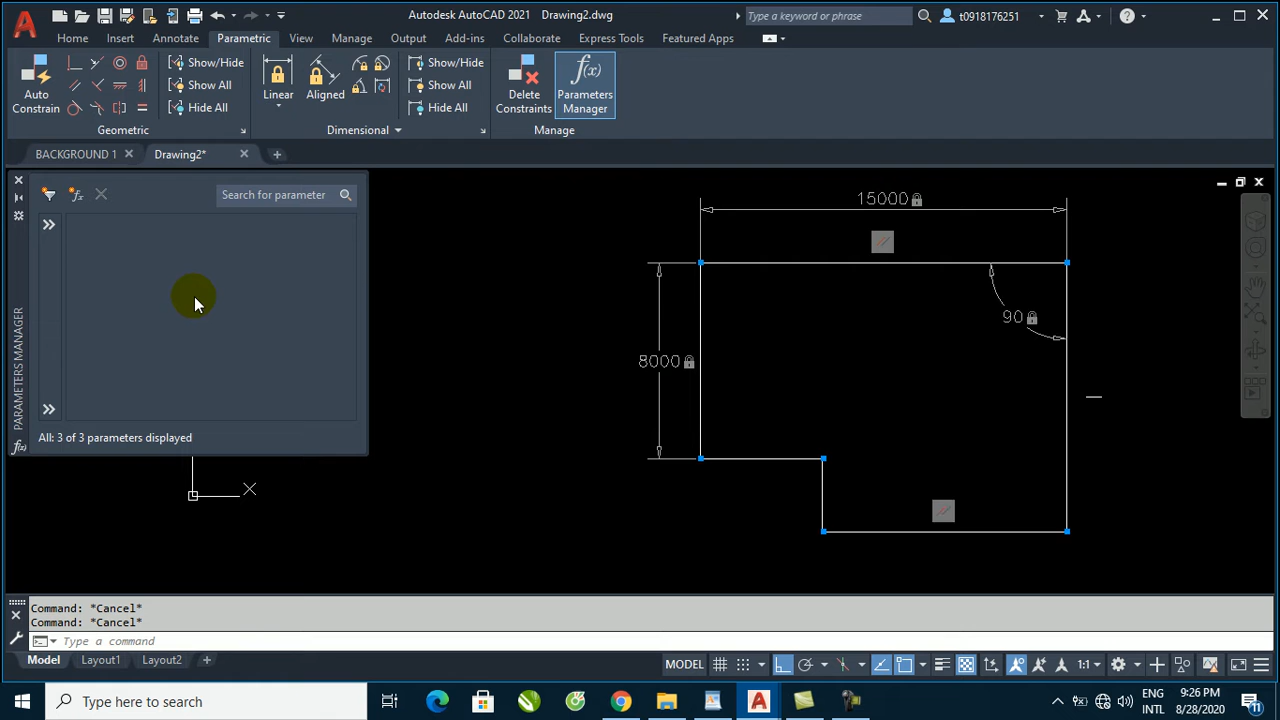 Autodesk AutoCAD 2021 Drawing2.dwg
Type a keyword or phrase
t0918176251
?
Home Insert Annotate Parametric View Manage Output Add-ins Collaborate Express Tools Featured Apps
Auto
Constrain
Show/Hide
Show All
Hide All
Geometric
Linear
Aligned
Show/Hide
Show All
Hide All
Dimensional
Delete
Constraints
f(x)
Parameters
Manager
Manage
BACKGROUND 1
Drawing2*
fx
Search for parameter
PARAMETERS MANAGER
f(x)
All: 3 of 3 parameters displayed
X
15000
8000
90
Command: *Cancel*
Command: *Cancel*
Type a command
Model Layout1 Layout2 +
MODEL
1:1
Type here to search
A
ENG
INTL
9:26 PM
8/28/2020
11